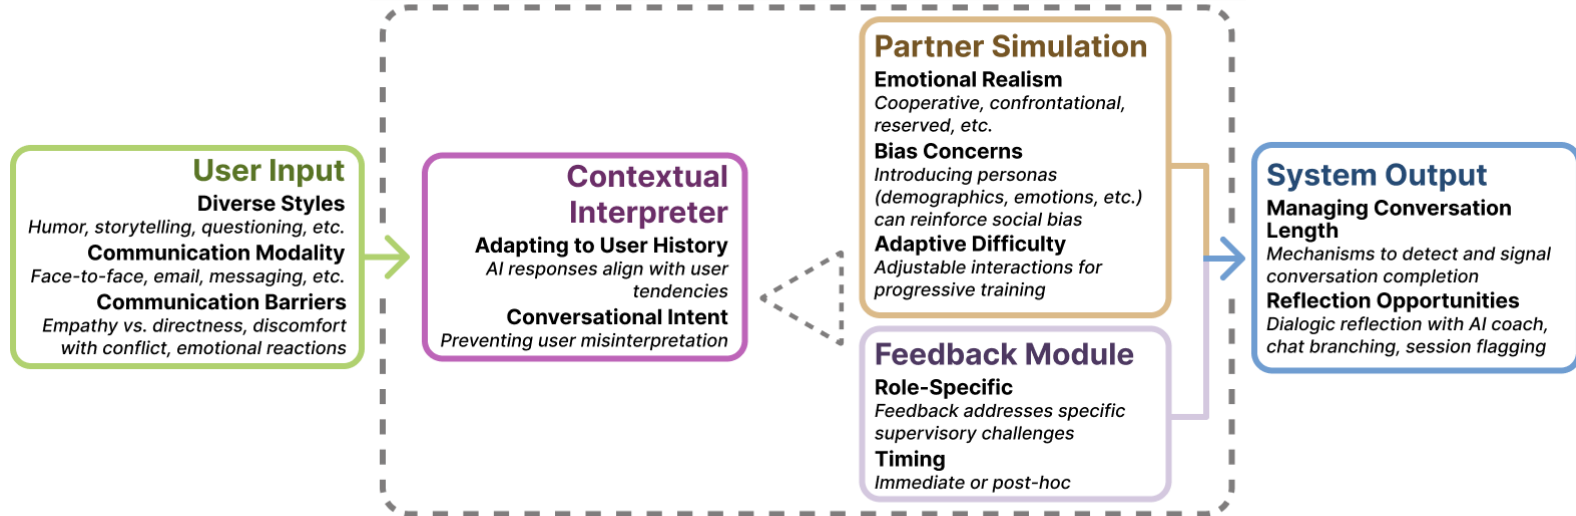 User Input
Diverse Styles
Humor, storytelling, questioning, etc.
Communication Modality
Face-to-face, email, messaging, etc.
Communication Barriers
Empathy vs. directness, discomfort
with conflict, emotional reactions
Contextual
Interpreter
Adapting to User History
AI responses align with user
tendencies
Conversational Intent
Preventing user misinterpretation
Partner Simulation
Emotional Realism
Cooperative, confrontational,
reserved, etc.
Bias Concerns
Introducing personas
(demographics, emotions, etc.)
can reinforce social bias
Adaptive Difficulty
Adjustable interactions for
progressive training
Feedback Module
Role-Specific
Feedback addresses specific
supervisory challenges
Timing
Immediate or post-hoc
System Output
Managing Conversation
Length
Mechanisms to detect and signal
conversation completion
Reflection Opportunities
Dialogic reflection with AI coach,
chat branching, session flagging